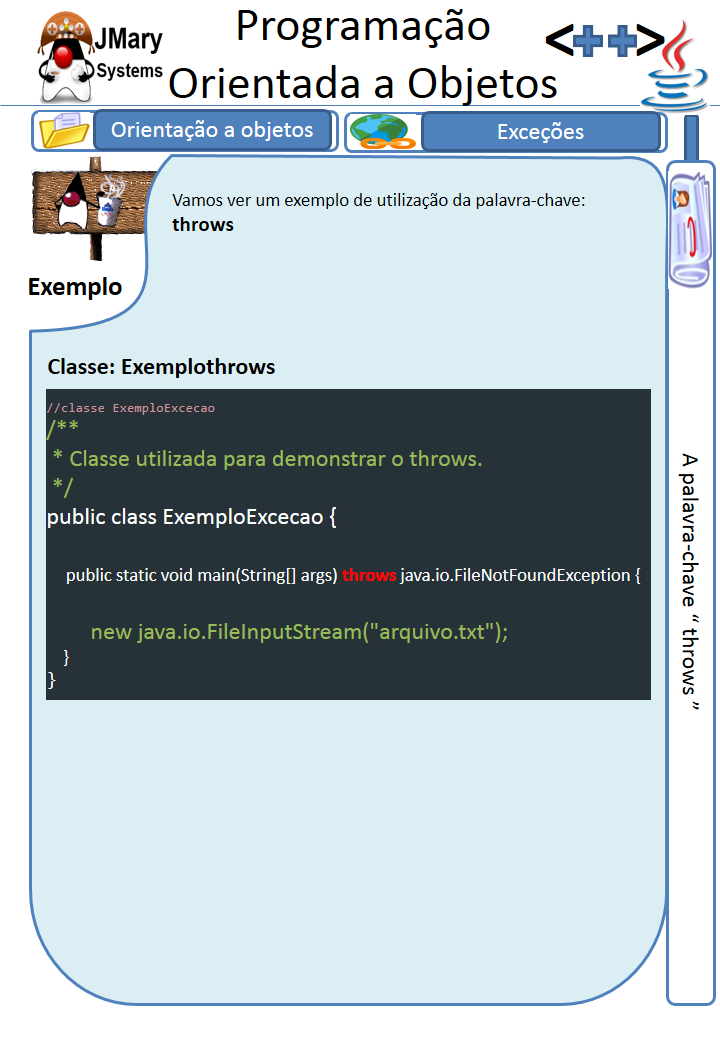 JMary
Systems
Programação
Orientada a Objetos
<++>
Orientação a objetos
Exceções
Exemplo
Vamos ver um exemplo de utilização da palavra-chave:
throws
Classe: Exemplothrows
//classe ExemploExcecao
/**
* Classe utilizada para demonstrar o throws.
*/
public class ExemploExcecao {
public static void main(String[] args) throws java.io.FileNotFoundException {
new java.io.FileInputStream("arquivo.txt");
}
}
A palavra-chave “ throws ”